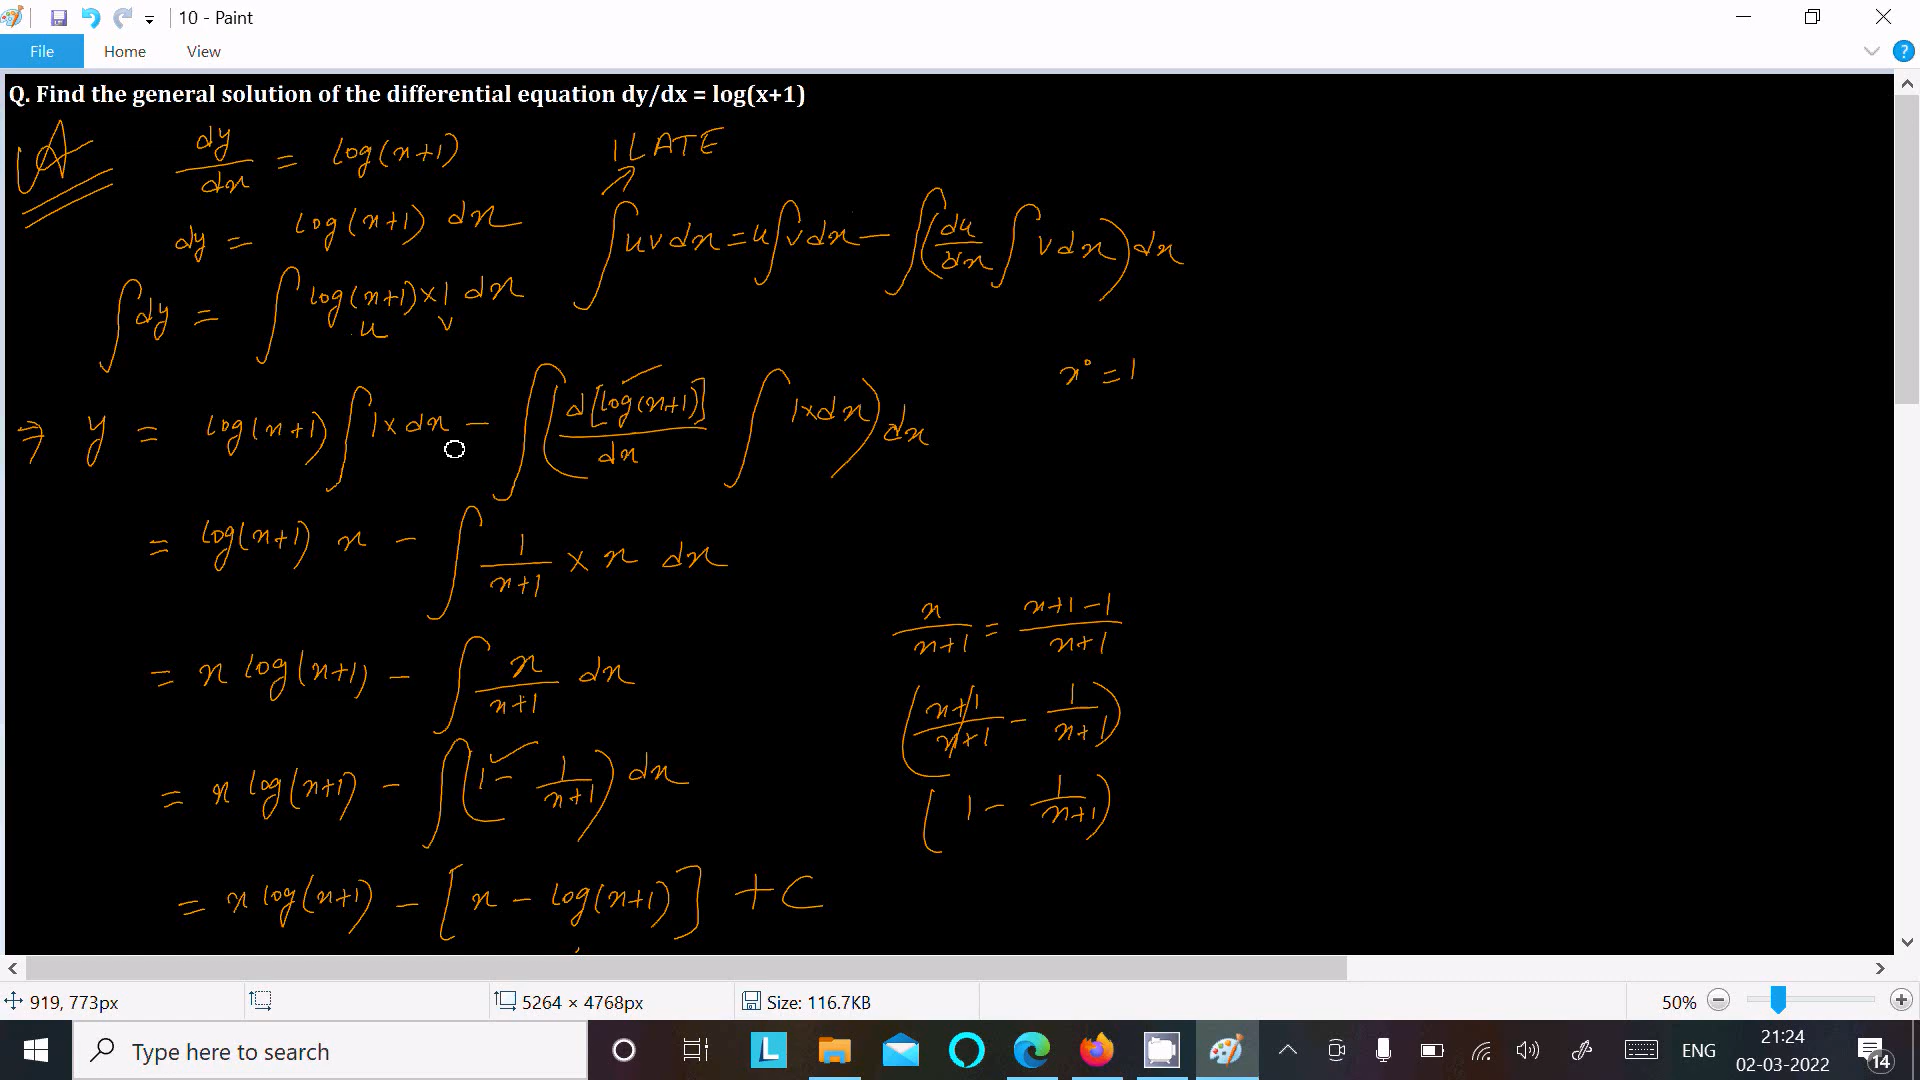 10 - Paint
File Home View
Q. Find the general solution of the differential equation dy/dx = log(x+1)
A
dy/dx = log(x+1)
ILATE
dy = log(x+1) dx
∫uvdx = u∫vdx - ∫(du/dx ∫vdx)dx
∫dy = ∫log(x+1)×1 dx
u v
x° = 1
⇒ y = log(x+1)∫1×dx - ∫(d[log(x+1)]/dx ∫1×dx)dx
= log(x+1) x - ∫ 1/(x+1) × x dx
x/(x+1) = (x+1-1)/(x+1)
= x log(x+1) - ∫ x/(x+1) dx
((x+1)/(x+1) - 1/(x+1))
= x log(x+1) - ∫(1 - 1/(x+1)) dx
(1 - 1/(x+1))
= x log(x+1) - [x - log(x+1)] + C
919, 773px 5264 × 4768px Size: 116.7KB 50%
Type here to search
L
ENG
21:24
02-03-2022
14